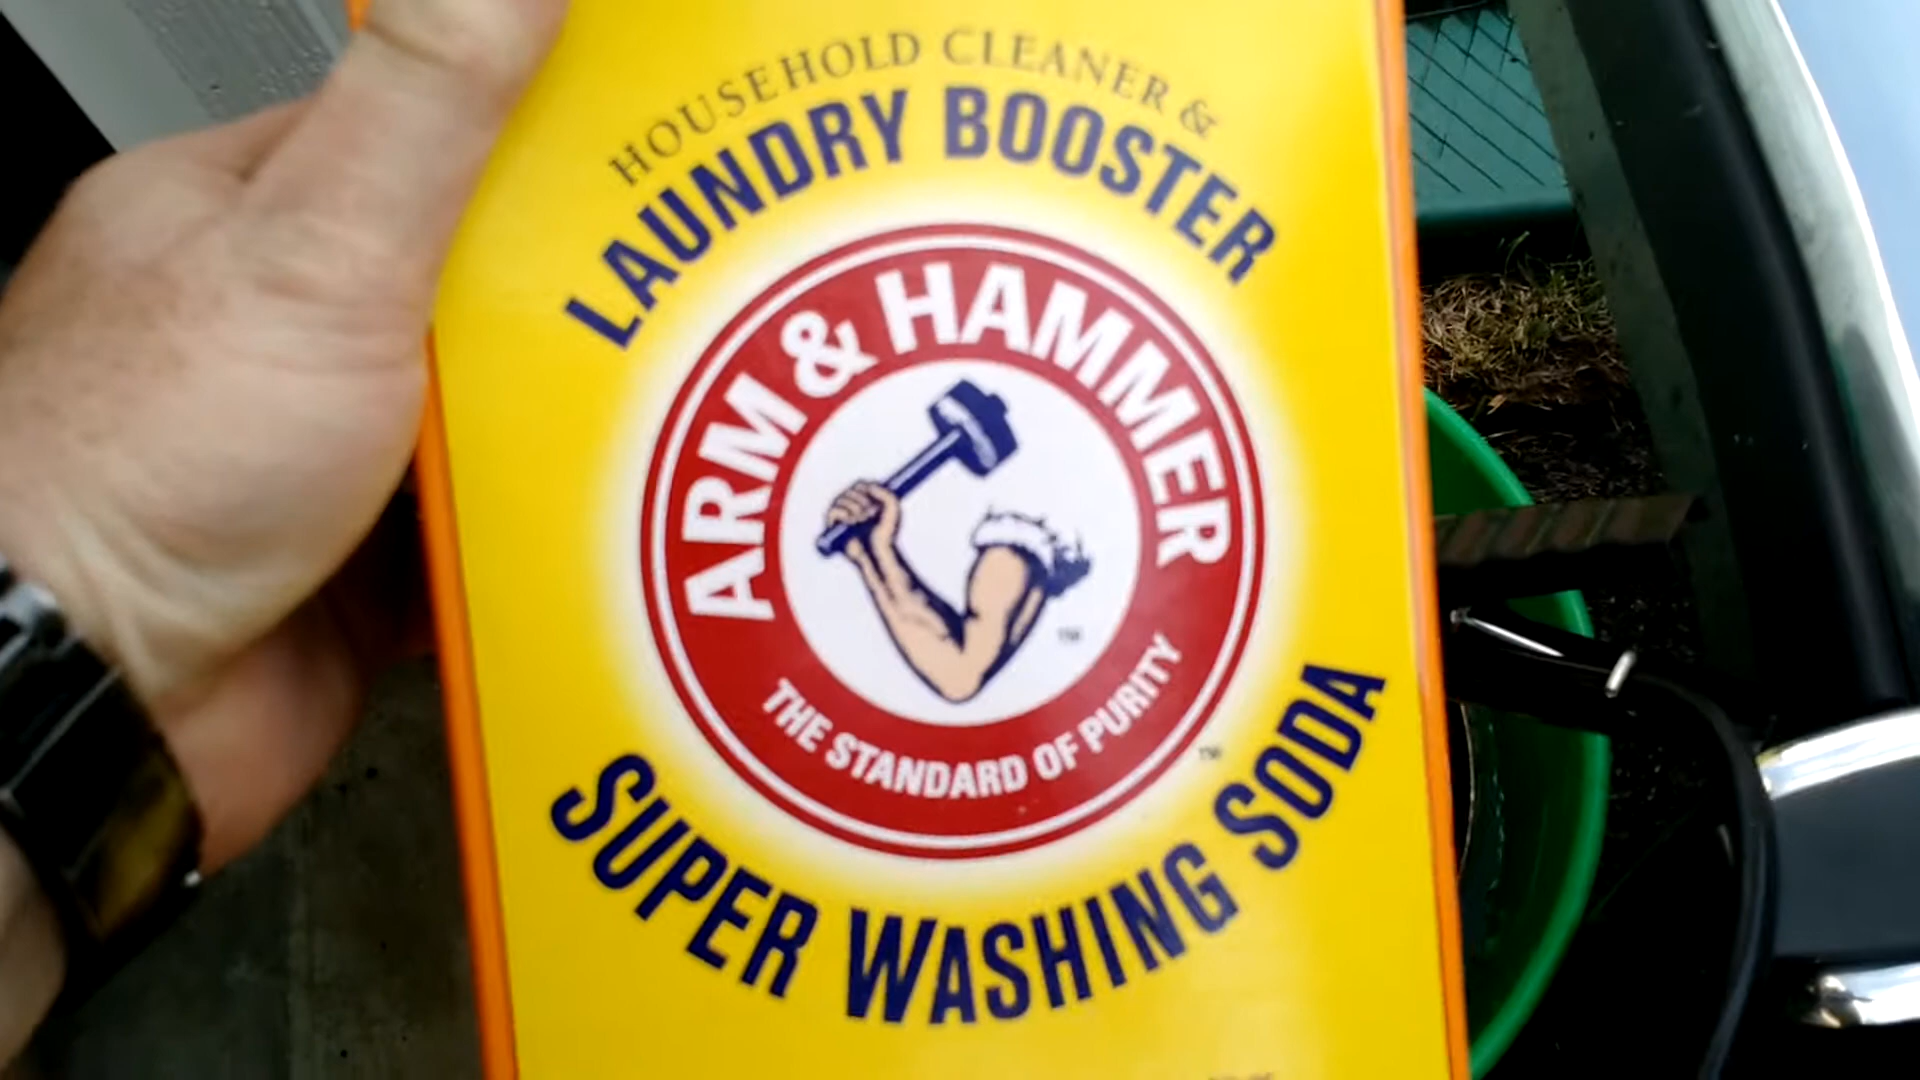 HOUSEHOLD CLEANER &
LAUNDRY BOOSTER
ARM & HAMMER
TM
THE STANDARD OF PURITY
TM
SUPER WASHING SODA